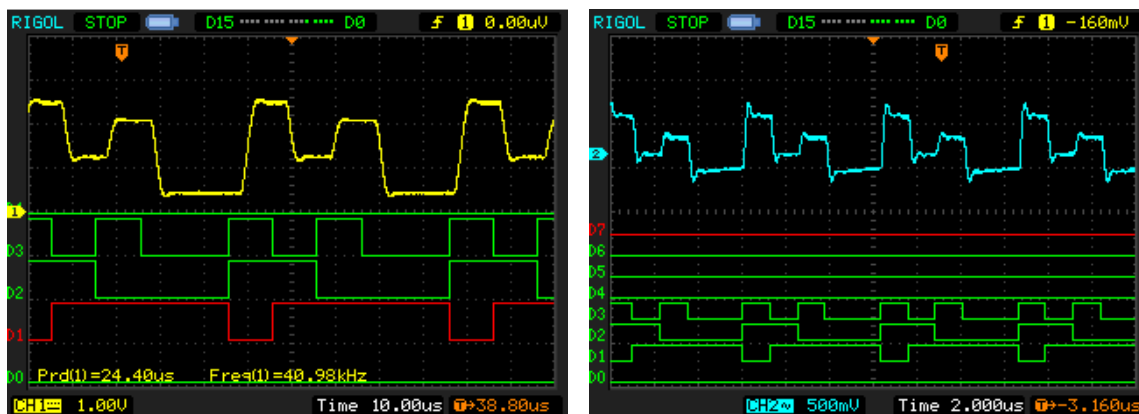 RIGOL STOP D15 D0 T 1 0.00uV
T
1
D3
D2
D1
D0 Prd(1)=24.40us Freq(1)=40.98kHz
CH1 1.00V Time 10.00us T→38.80us
RIGOL STOP D15 D0 1 -160mV
T
2
D7
D6
D5
D4
D3
D2
D1
D0
CH2~ 500mV Time 2.000us T→-3.160us